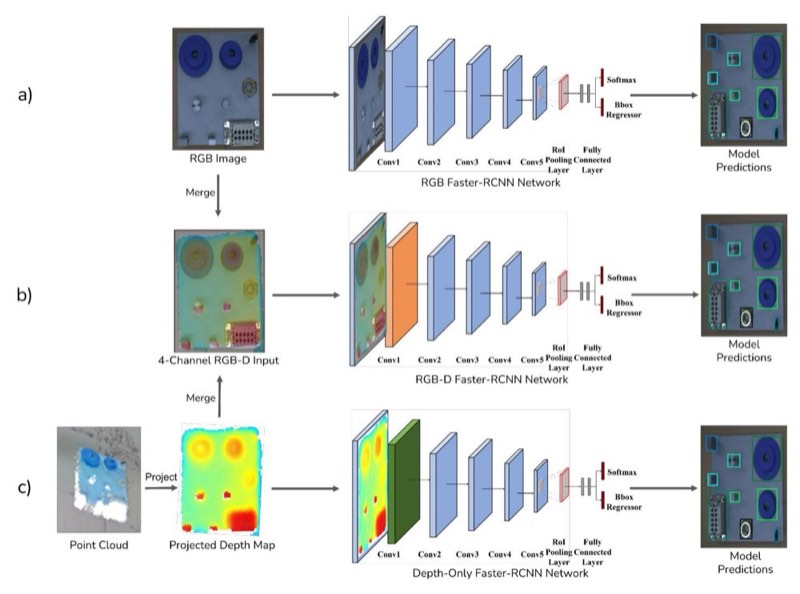 a)
RGB Image
Conv1 Conv2 Conv3 Conv4 Conv5
RoI
Pooling
Layer
Fully
Connected
Layer
Softmax
Bbox
Regressor
RGB Faster-RCNN Network
Model
Predictions
Merge
b)
4-Channel RGB-D Input
Conv1 Conv2 Conv3 Conv4 Conv5
RoI
Pooling
Layer
Fully
Connected
Layer
Softmax
Bbox
Regressor
RGB-D Faster-RCNN Network
Model
Predictions
Merge
c)
Point Cloud
Project
Projected Depth Map
Conv1 Conv2 Conv3 Conv4 Conv5
RoI
Pooling
Layer
Fully
Connected
Layer
Softmax
Bbox
Regressor
Depth-Only Faster-RCNN Network
Model
Predictions